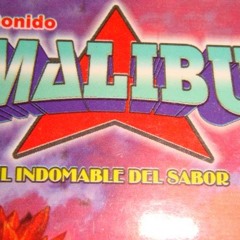 onido
MALIBU
L INDOMABLE DEL SABOR